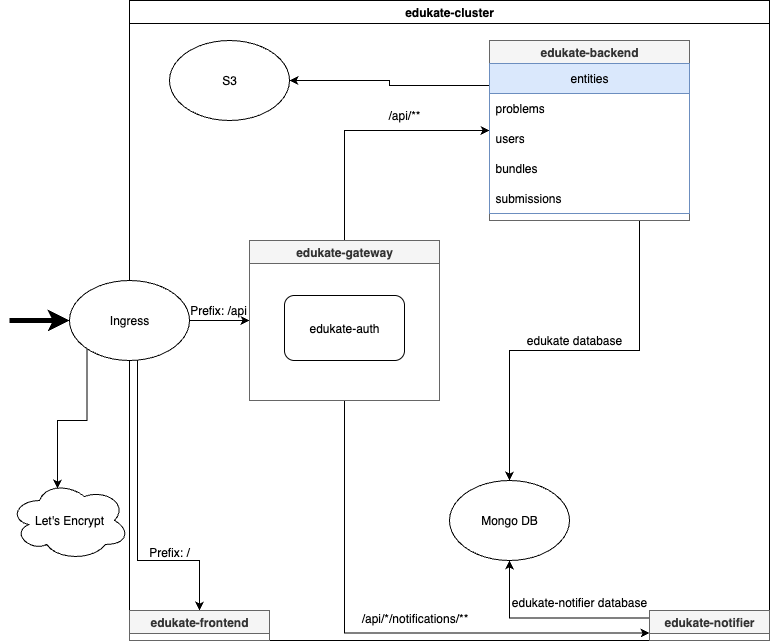 edukate-cluster
S3
edukate-backend
entities
problems
users
bundles
submissions
/api/**
edukate-gateway
edukate-auth
Ingress
Prefix: /api
edukate database
Let's Encrypt
Mongo DB
Prefix: /
edukate-notifier database
/api/*/notifications/**
edukate-frontend
edukate-notifier